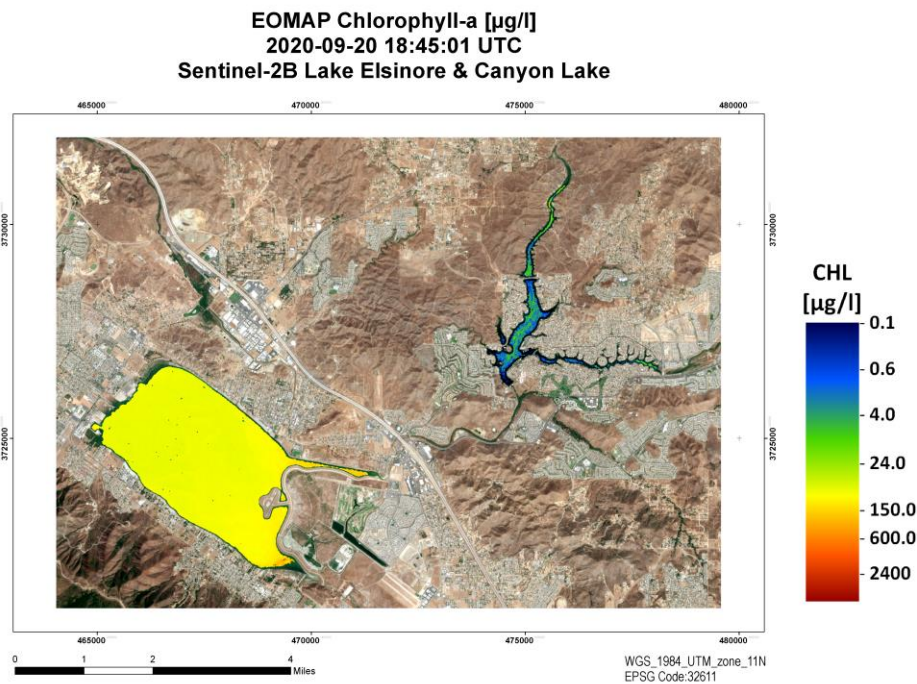 EOMAP Chlorophyll-a [µg/l]
2020-09-20 18:45:01 UTC
Sentinel-2B Lake Elsinore & Canyon Lake
465000 470000 475000 480000
3730000 3730000
3725000 3725000
CHL
[µg/l]
0.1
0.6
4.0
24.0
150.0
600.0
2400
465000 470000 475000 480000
0 1 2 4
Miles
WGS_1984_UTM_zone_11N
EPSG Code:32611